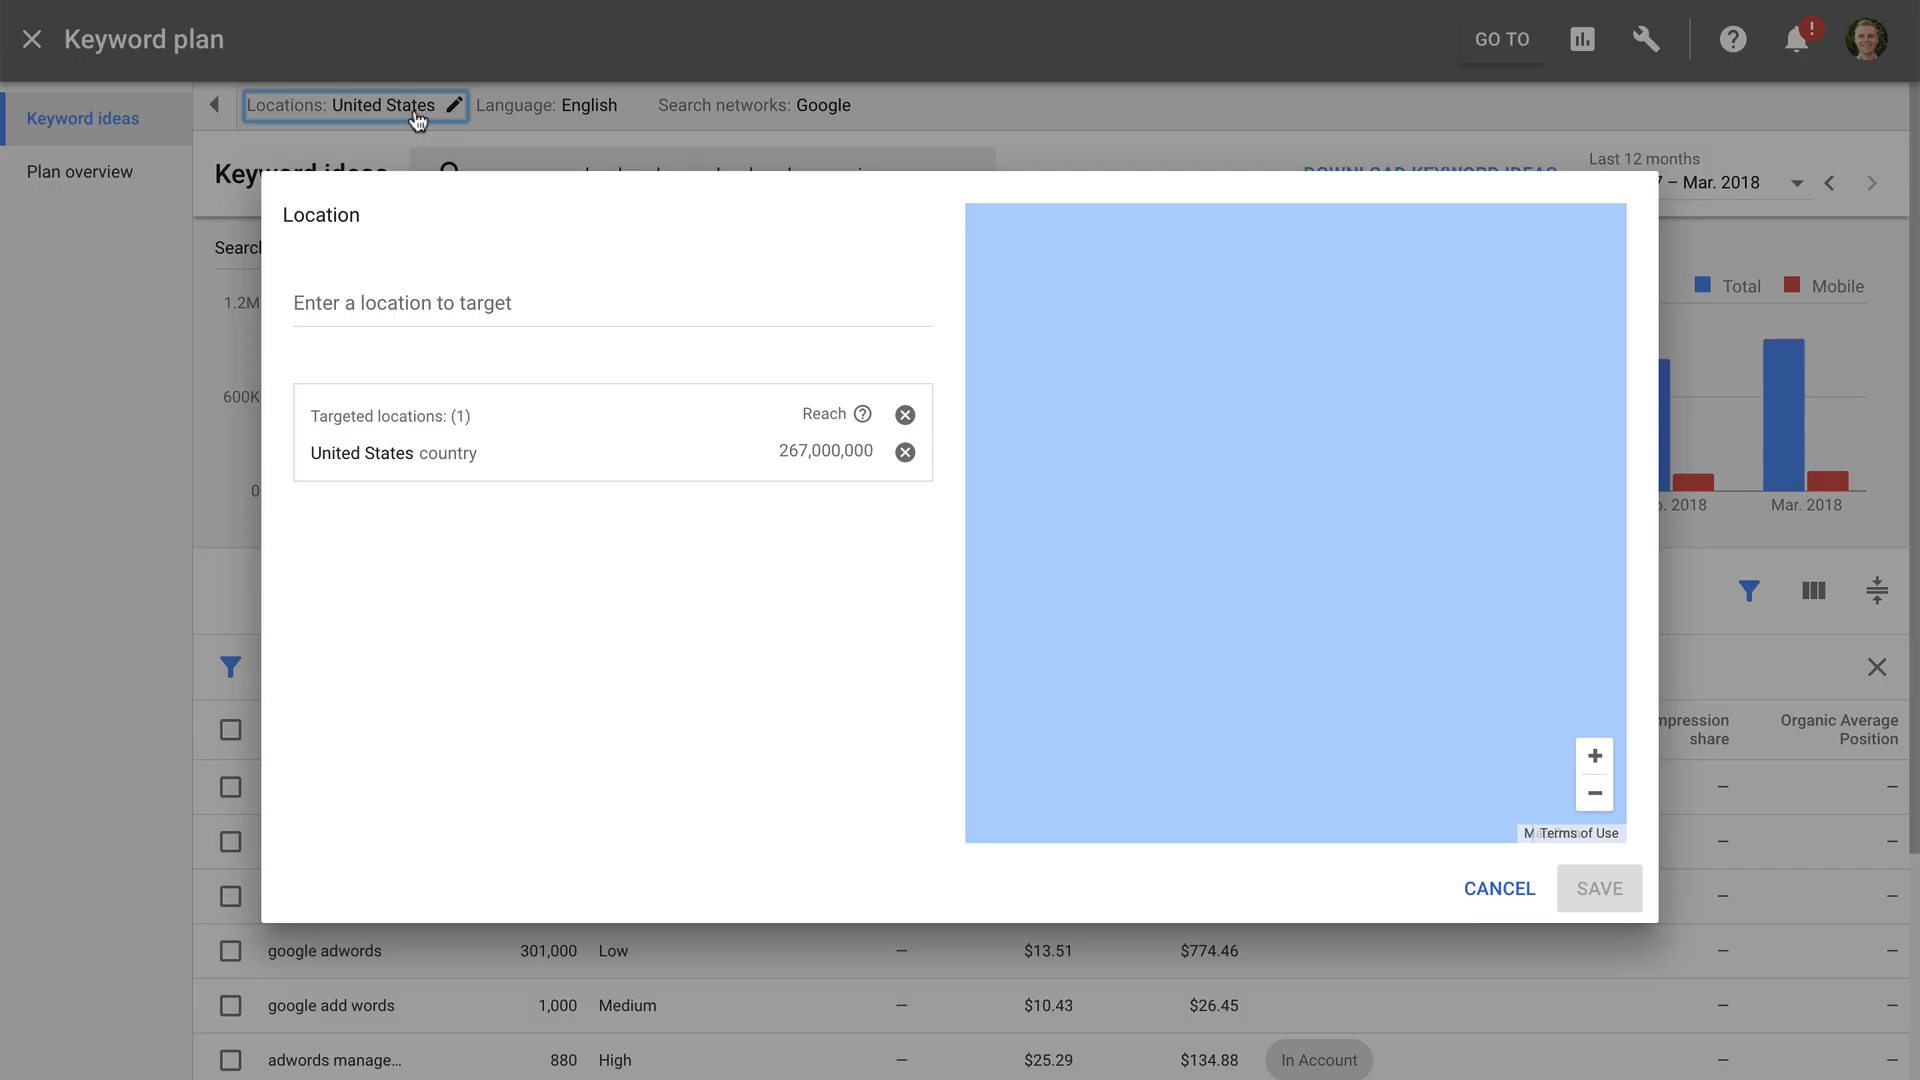 Keyword plan
GO TO
!
Keyword ideas
Plan overview
Locations: United States
Language: English
Search networks: Google
Last 12 months
– Mar. 2018
Location
Enter a location to target
Targeted locations: (1)
Reach
United States country
267,000,000
Terms of Use
CANCEL
SAVE
1.2M
600K
0
Total
Mobile
2018
Mar. 2018
share
Organic Average
Position
google adwords 301,000 Low – $13.51 $774.46 – –
google add words 1,000 Medium – $10.43 $26.45 – –
adwords manage... 880 High – $25.29 $134.88 In Account – –